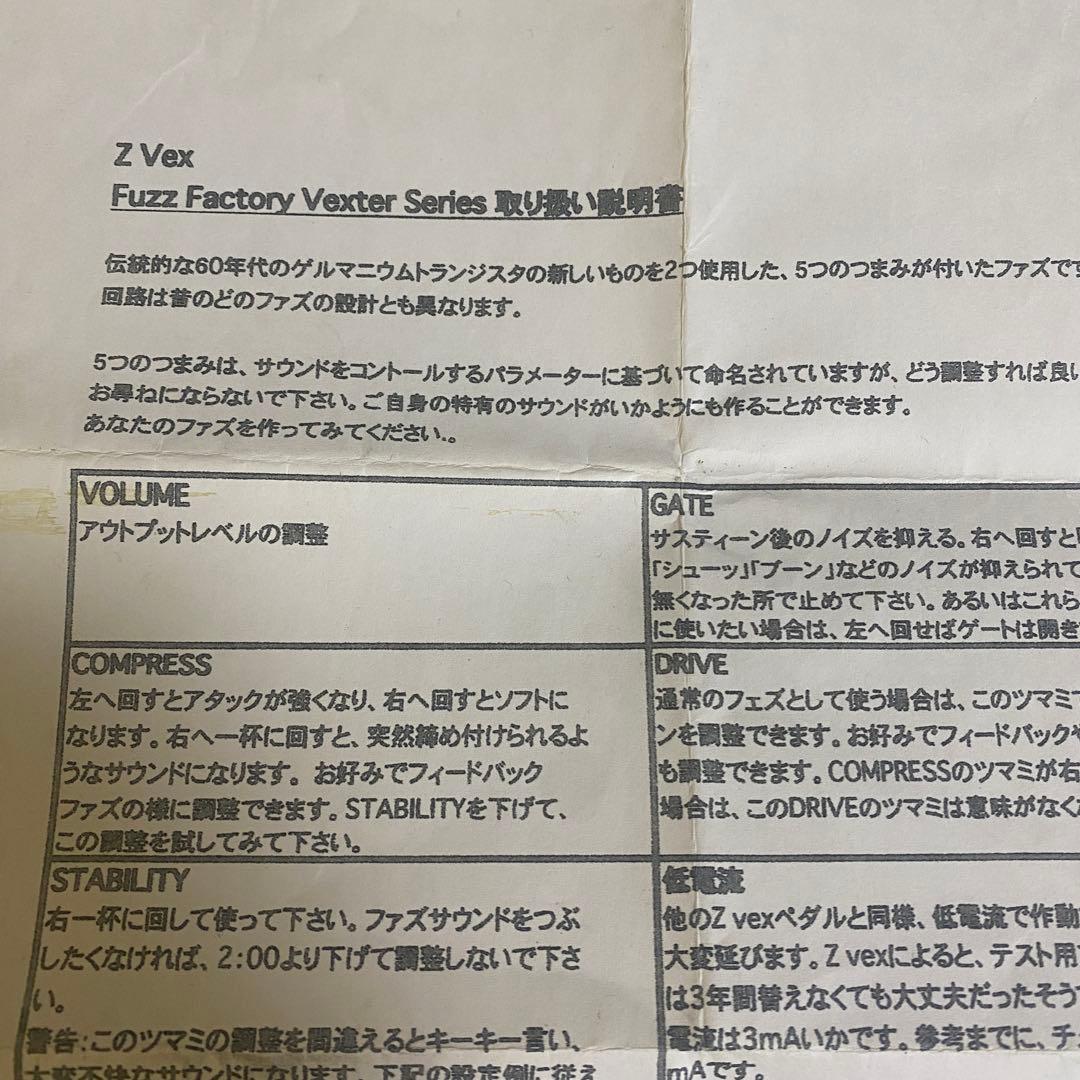 Z Vex
Fuzz Factory Vexter Series 取り扱い説明書
伝統的な60年代のゲルマニウムトランジスタの新しいものを2つ使用した、5つのつまみが付いたファズです
回路は昔のどのファズの設計とも異なります。
5つのつまみは、サウンドをコントロールするパラメーターに基づいて命名されていますが、どう調整すれば良い
お尋ねにならないで下さい。ご自身の特有のサウンドがいかようにも作ることができます。
あなたのファズを作ってみてください.。
VOLUME
アウトプットレベルの調整
GATE
サスティーン後のノイズを抑える。右へ回すと
「シューッ」「ブーン」などのノイズが抑えられて
無くなった所で止めて下さい。あるいはこれら
に使いたい場合は、左へ回せばゲートは開き
COMPRESS
左へ回すとアタックが強くなり、右へ回すとソフトに
なります。右へ一杯に回すと、突然締め付けられるよ
うなサウンドになります。 お好みでフィードバック
ファズの様に調整できます。STABILITYを下げて、
この調整を試してみて下さい。
DRIVE
通常のフェズとして使う場合は、このツマミ
ンを調整できます。お好みでフィードバックや
も調整できます。COMPRESSのツマミが右
場合は、このDRIVEのツマミは意味がなく
STABILITY
右一杯に回して使って下さい。ファズサウンドをつぶ
したくなければ、2:00より下げて調整しないで下さ
い。
警告:このツマミの調整を間違えるとキーキー言い、
大変不快なサウンドになります。下記の設定例に従え
低電流
他のZ vexペダルと同様、低電流で作動
大変延びます。Z vexによると、テスト用
は3年間替えなくても大丈夫だったそう
電流は3mAいかです。参考までに、チ
mAです。